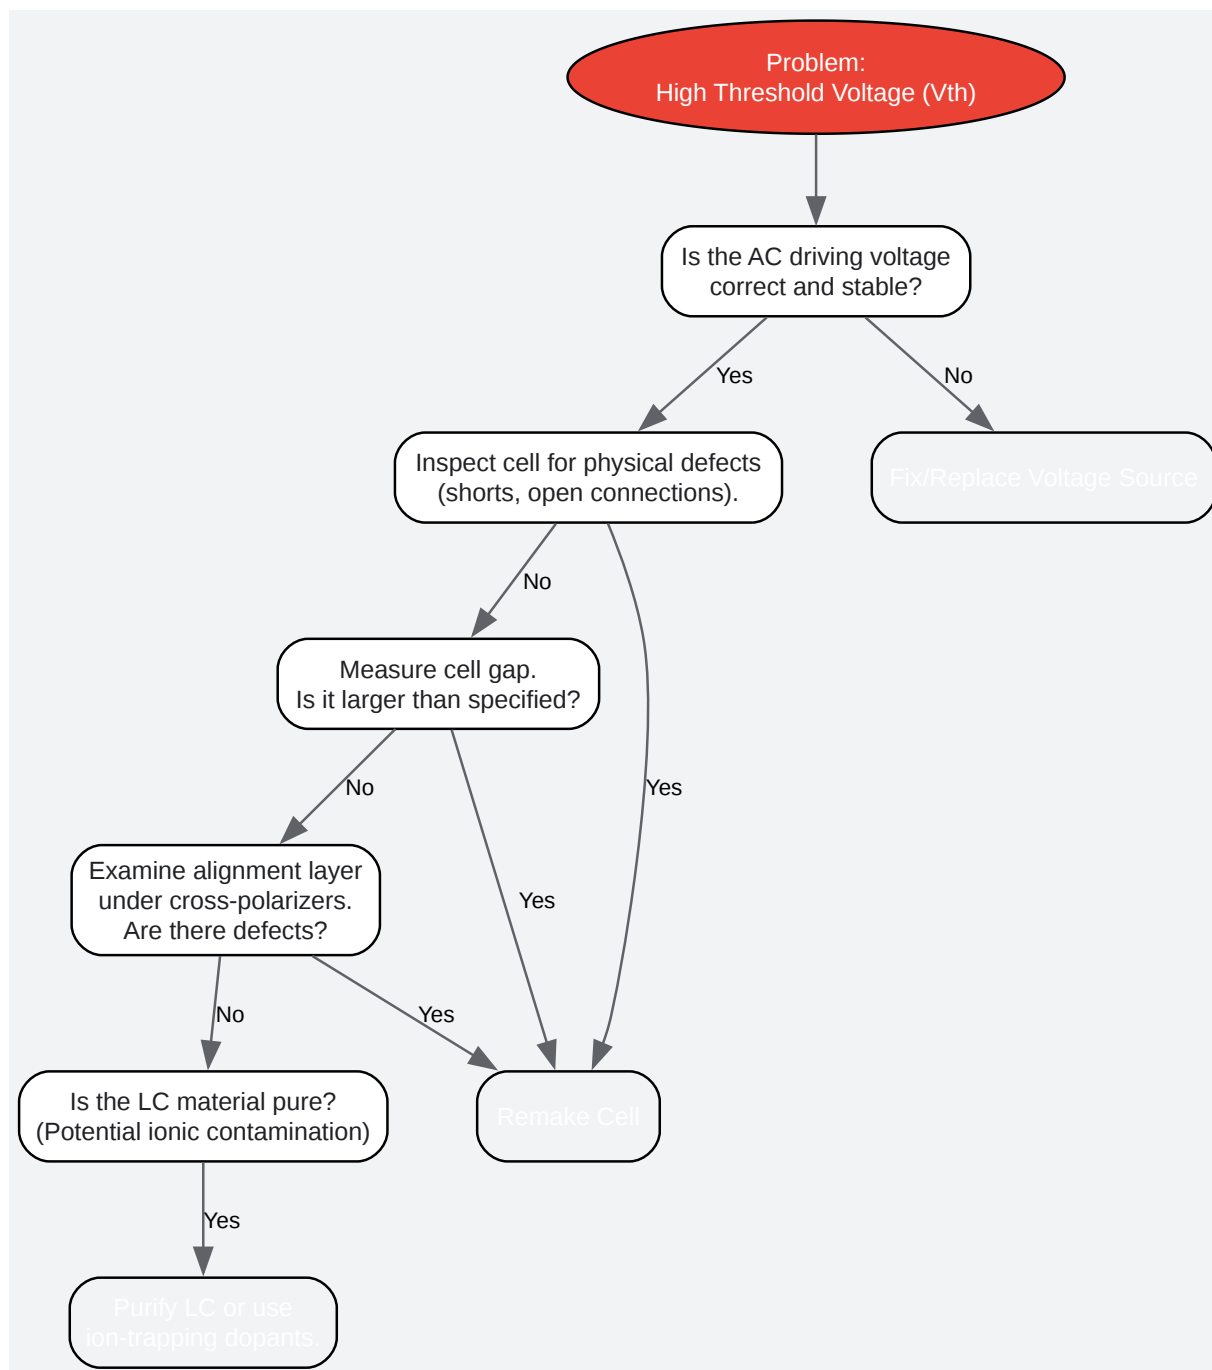 Problem:
High Threshold Voltage (Vth)
Is the AC driving voltage
correct and stable?
Yes
No
Inspect cell for physical defects
(shorts, open connections).
Fix/Replace Voltage Source
No
Measure cell gap.
Is it larger than specified?
No
Yes
Examine alignment layer
under cross-polarizers.
Are there defects?
Yes
No
Yes
Is the LC material pure?
(Potential ionic contamination)
Remake Cell
Yes
Purify LC or use
ion-trapping dopants.